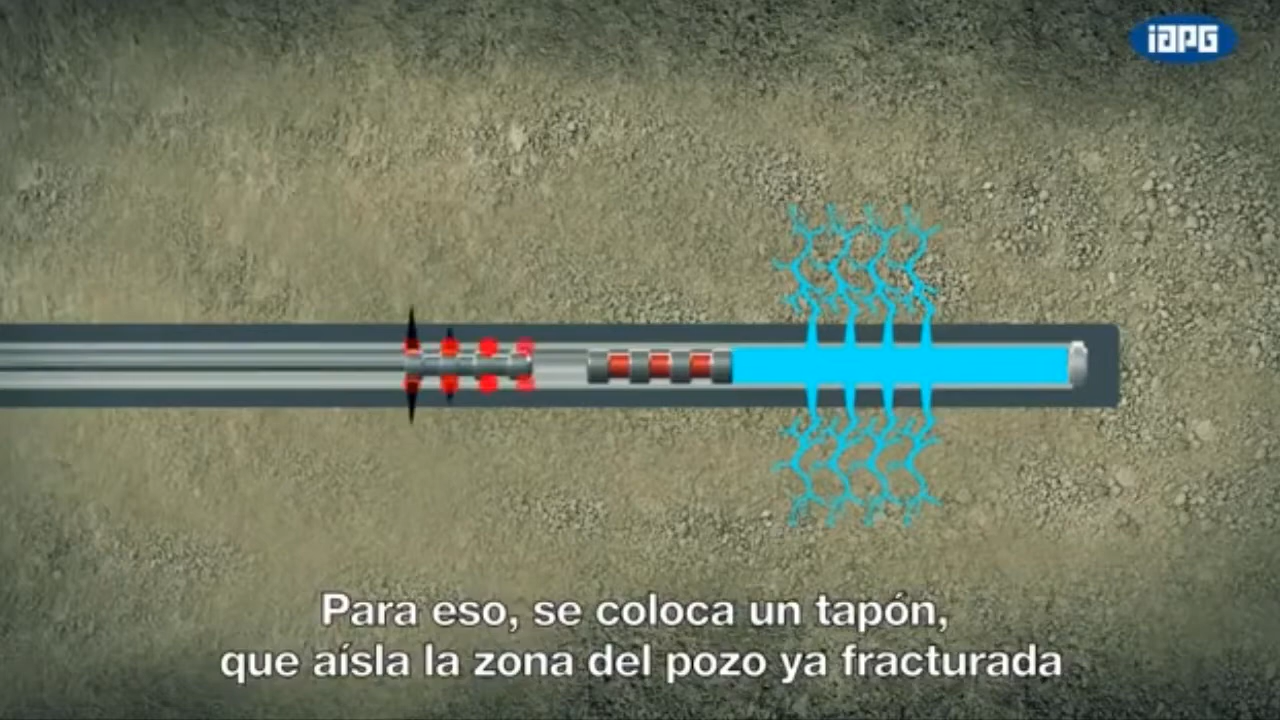 iapg
Para eso, se coloca un tapón,
que aísla la zona del pozo ya fracturada